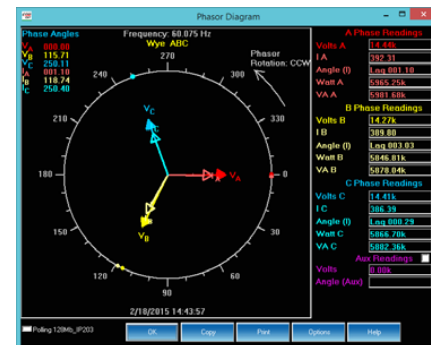 Phasor Diagram
Phase Angles
VA 000.00
VB 115.71
VC 250.11
IA 001.10
IB 118.74
IC 250.40
Frequency: 60.075 Hz
Wye ABC
Phasor
Rotation: CCW
270
240
300
180
0
150
30
120
60
90
VC
VA
VB
2/18/2015 14:43:57
A Phase Readings
Volts A 14.44k
I A 392.31
Angle (I) Lag 001.10
Watt A 5965.25k
VA A 5981.68k
B Phase Readings
Volts B 14.27k
I B 389.80
Angle (I) Lag 003.03
Watt B 5846.81k
VA B 5878.04k
C Phase Readings
Volts C 14.41k
I C 386.39
Angle (I) Lag 000.29
Watt C 5866.70k
VA C 5882.36k
Aux Readings
Volts 0.00k
Angle (Aux)
Polling 128Mb_IP203
OK
Copy
Print
Options
Help